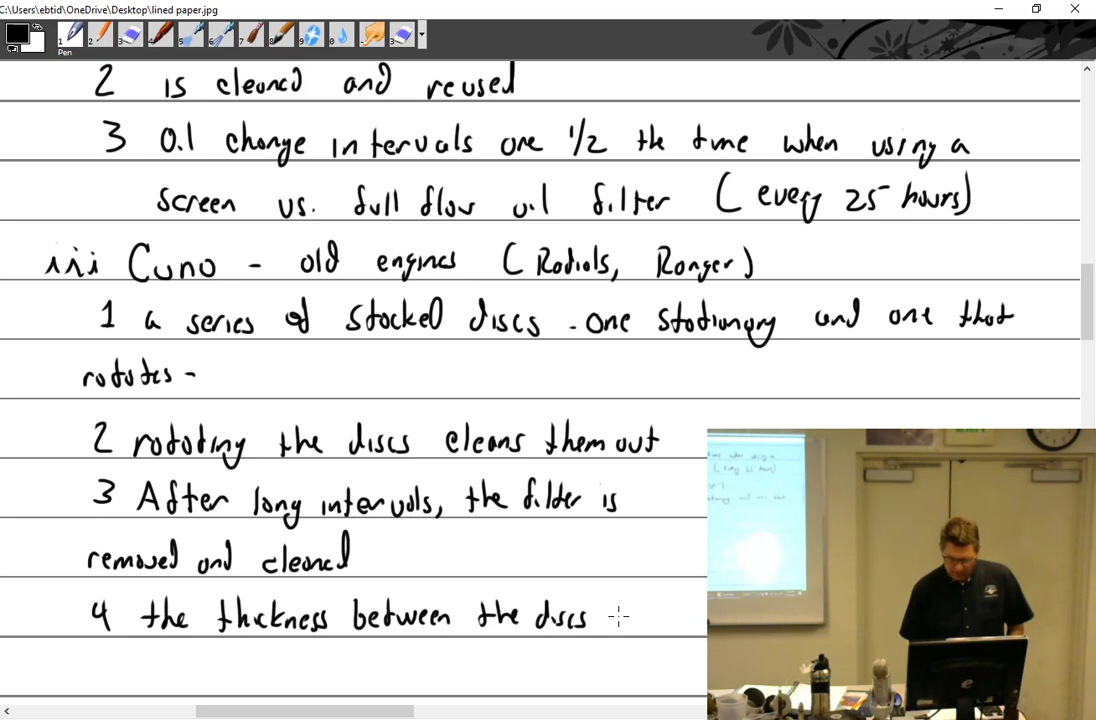 C:\Users\ebtid\OneDrive\Desktop\lined paper.jpg
Pen
2 is cleaned and reused
3 O.l change intervals are 1/2 the time when using a
screen vs. full flow oil filter (every 25 hours)
iii Cuno - old engines (Radials, Ranger)
1 a series of stacked discs - one stationary and one that
rotates -
2 rotating the discs cleans them out
3 After long intervals, the filter is
removed and cleaned
4 the thickness between the discs